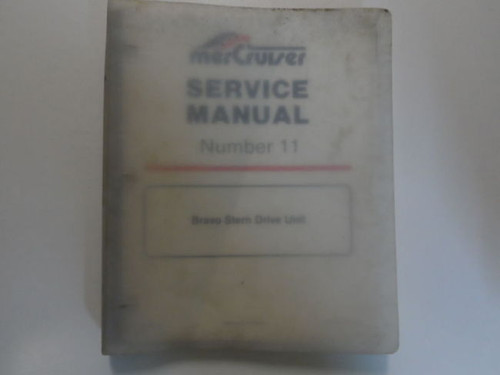 merCruiser
SERVICE
MANUAL
Number 11
Bravo Stern Drive Unit